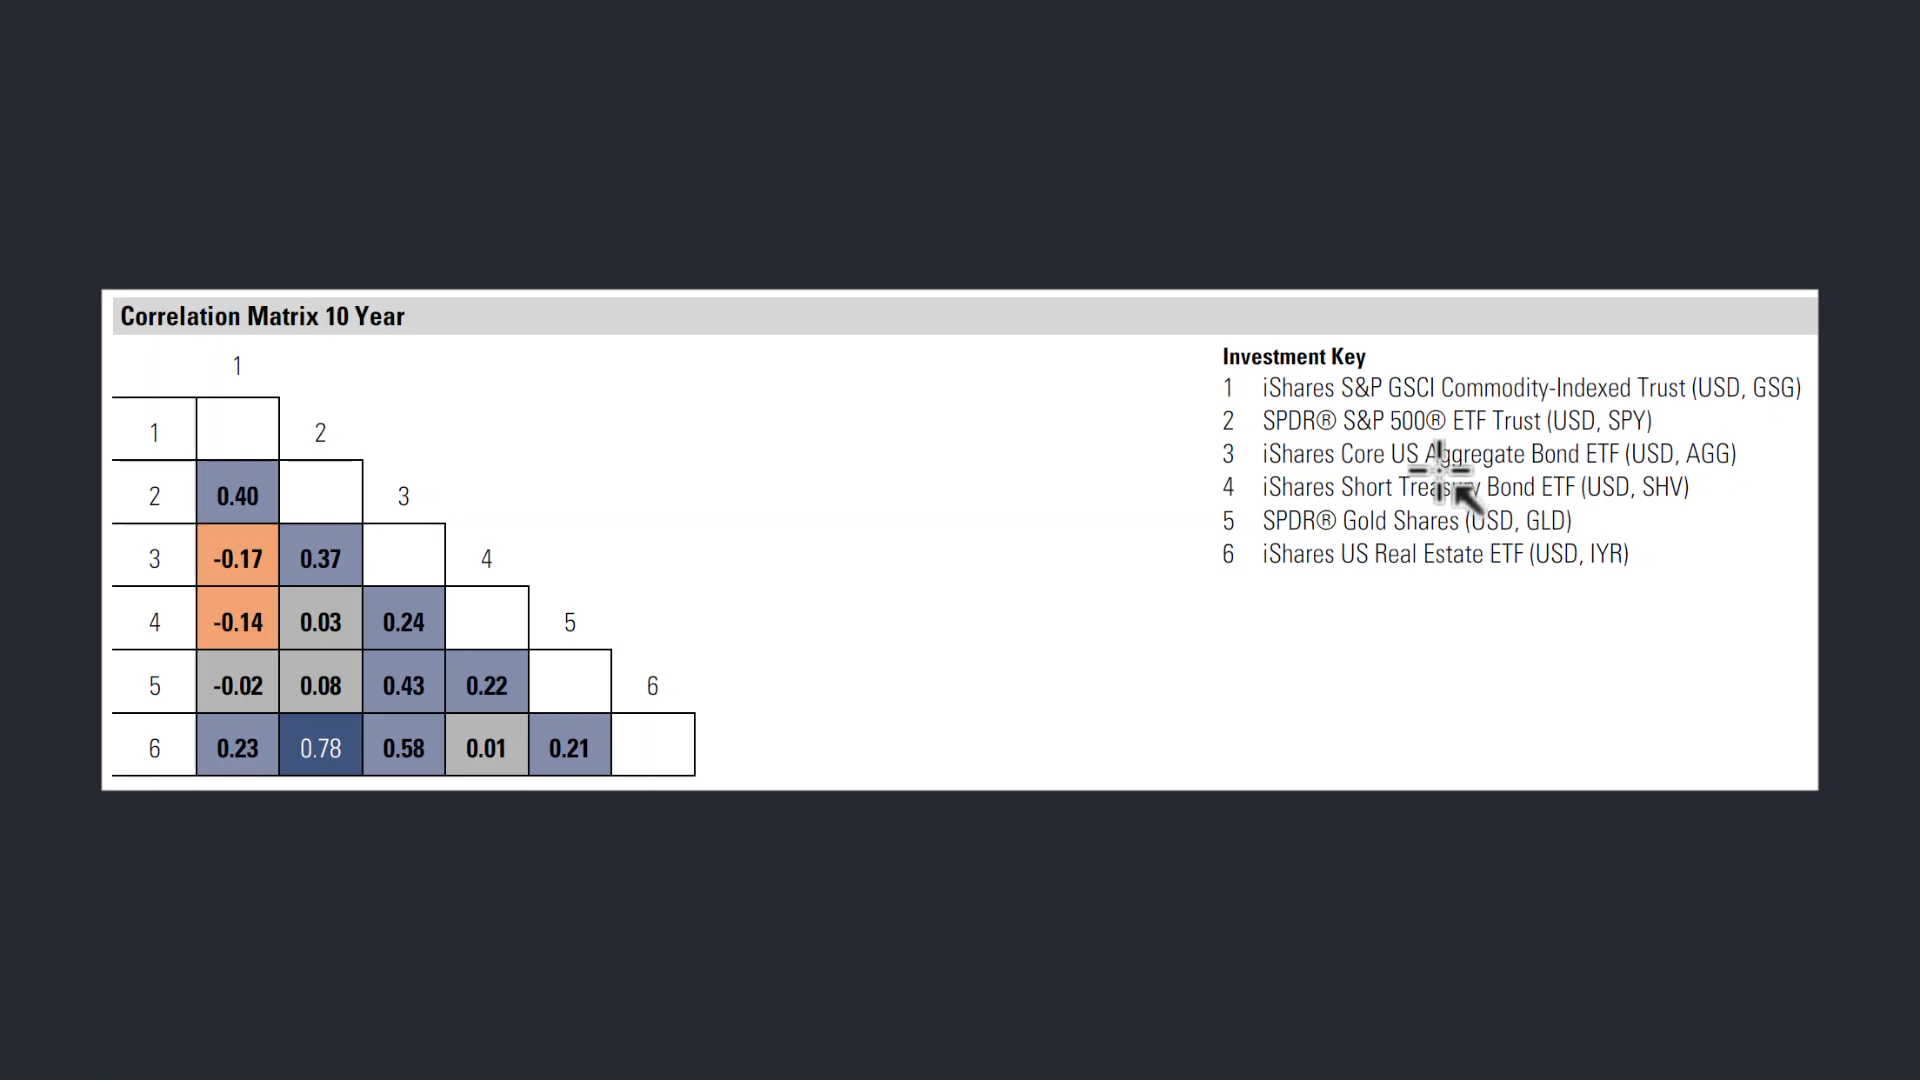 Correlation Matrix 10 Year
1
1 2
2 0.40 3
3 -0.17 0.37 4
4 -0.14 0.03 0.24 5
5 -0.02 0.08 0.43 0.22 6
6 0.23 0.78 0.58 0.01 0.21
Investment Key
1 iShares S&P GSCI Commodity-Indexed Trust (USD, GSG)
2 SPDR® S&P 500® ETF Trust (USD, SPY)
3 iShares Core US Aggregate Bond ETF (USD, AGG)
4 iShares Short Treasury Bond ETF (USD, SHV)
5 SPDR® Gold Shares (USD, GLD)
6 iShares US Real Estate ETF (USD, IYR)